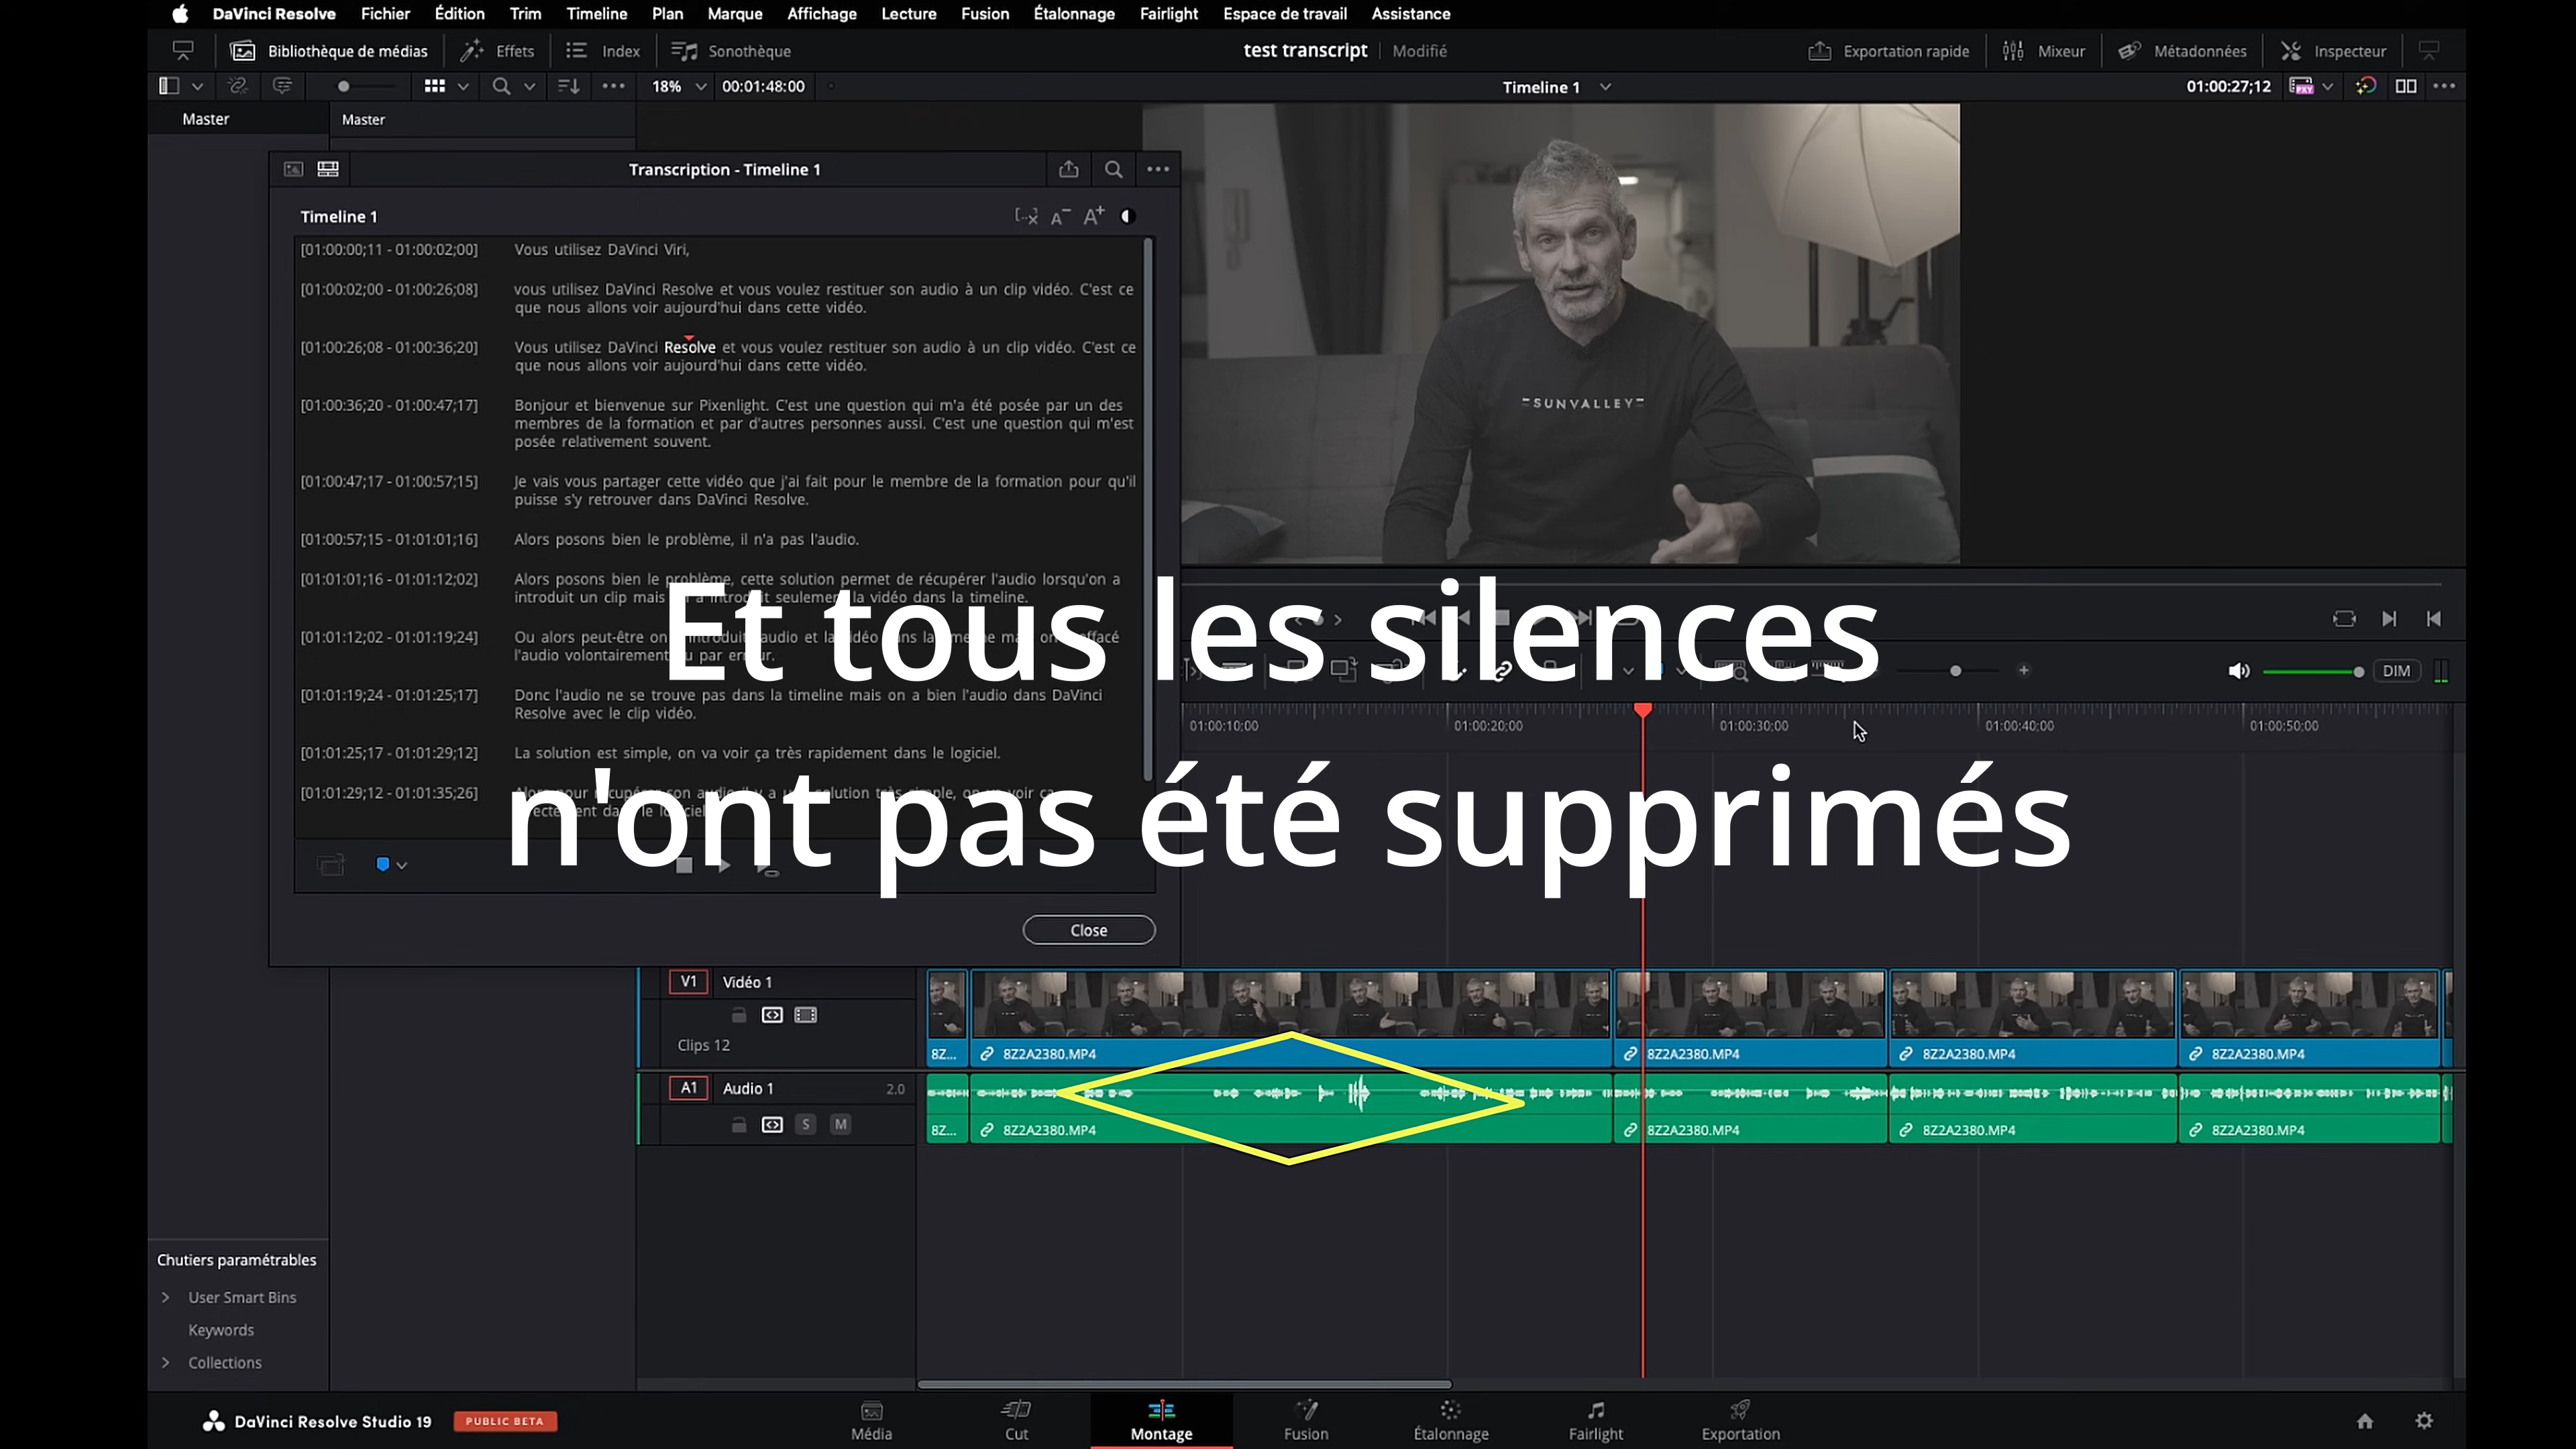 DaVinci Resolve Fichier Édition Trim Timeline Plan Marque Affichage Lecture Fusion Étalonnage Fairlight Espace de travail Assistance
Bibliothèque de médias Effets Index Sonothèque test transcript Modifié Exportation rapide Mixeur Métadonnées Inspecteur
18% 00:01:48:00 Timeline 1 01:00:27;12 PXY
Master Master
Transcription - Timeline 1
Timeline 1
[01:00:00;11 - 01:00:02;00] Vous utilisez DaVinci Viri,
[01:00:02;00 - 01:00:26;08] vous utilisez DaVinci Resolve et vous voulez restituer son audio à un clip vidéo. C'est ce
que nous allons voir aujourd'hui dans cette vidéo.
[01:00:26;08 - 01:00:36;20] Vous utilisez DaVinci Resolve et vous voulez restituer son audio à un clip vidéo. C'est ce
que nous allons voir aujourd'hui dans cette vidéo.
[01:00:36;20 - 01:00:47;17] Bonjour et bienvenue sur Pixenlight. C'est une question qui m'a été posée par un des
membres de la formation et par d'autres personnes aussi. C'est une question qui m'est
posée relativement souvent.
[01:00:47;17 - 01:00:57;15] Je vais vous partager cette vidéo que j'ai fait pour le membre de la formation pour qu'il
puisse s'y retrouver dans DaVinci Resolve.
[01:00:57;15 - 01:01:01;16] Alors posons bien le problème, il n'a pas l'audio.
[01:01:01;16 - 01:01:12;02] Alors posons bien le problème, cette solution permet de récupérer l'audio lorsqu'on a
introduit un clip mais introduit seulement la vidéo dans la timeline.
[01:01:12;02 - 01:01:19;24] Ou alors peut-être on introduit audio et la vidéo effacé
l'audio volontairement par erreur.
[01:01:19;24 - 01:01:25;17] Donc l'audio ne se trouve pas dans la timeline mais on a bien l'audio dans DaVinci
Resolve avec le clip vidéo.
[01:01:25;17 - 01:01:29;12] La solution est simple, on va voir ça très rapidement dans le logiciel.
[01:01:29;12 - 01:01:35;26] Alors pour récupérer son audio solution très simple, on voir ça
le logiciel
Close
Et tous les silences
n'ont pas été supprimés
SUNVALLEY
DIM
01:00:10;00 01:00:20;00 01:00:30;00 01:00:40;00 01:00:50;00
V1 Vidéo 1
Clips 12
8Z... 8Z2A2380.MP4 8Z2A2380.MP4 8Z2A2380.MP4 8Z2A2380.MP4
A1 Audio 1 2.0
S M
8Z... 8Z2A2380.MP4 8Z2A2380.MP4 8Z2A2380.MP4 8Z2A2380.MP4
Chutiers paramétrables
User Smart Bins
Keywords
Collections
DaVinci Resolve Studio 19 PUBLIC BETA
Média Cut Montage Fusion Étalonnage Fairlight Exportation